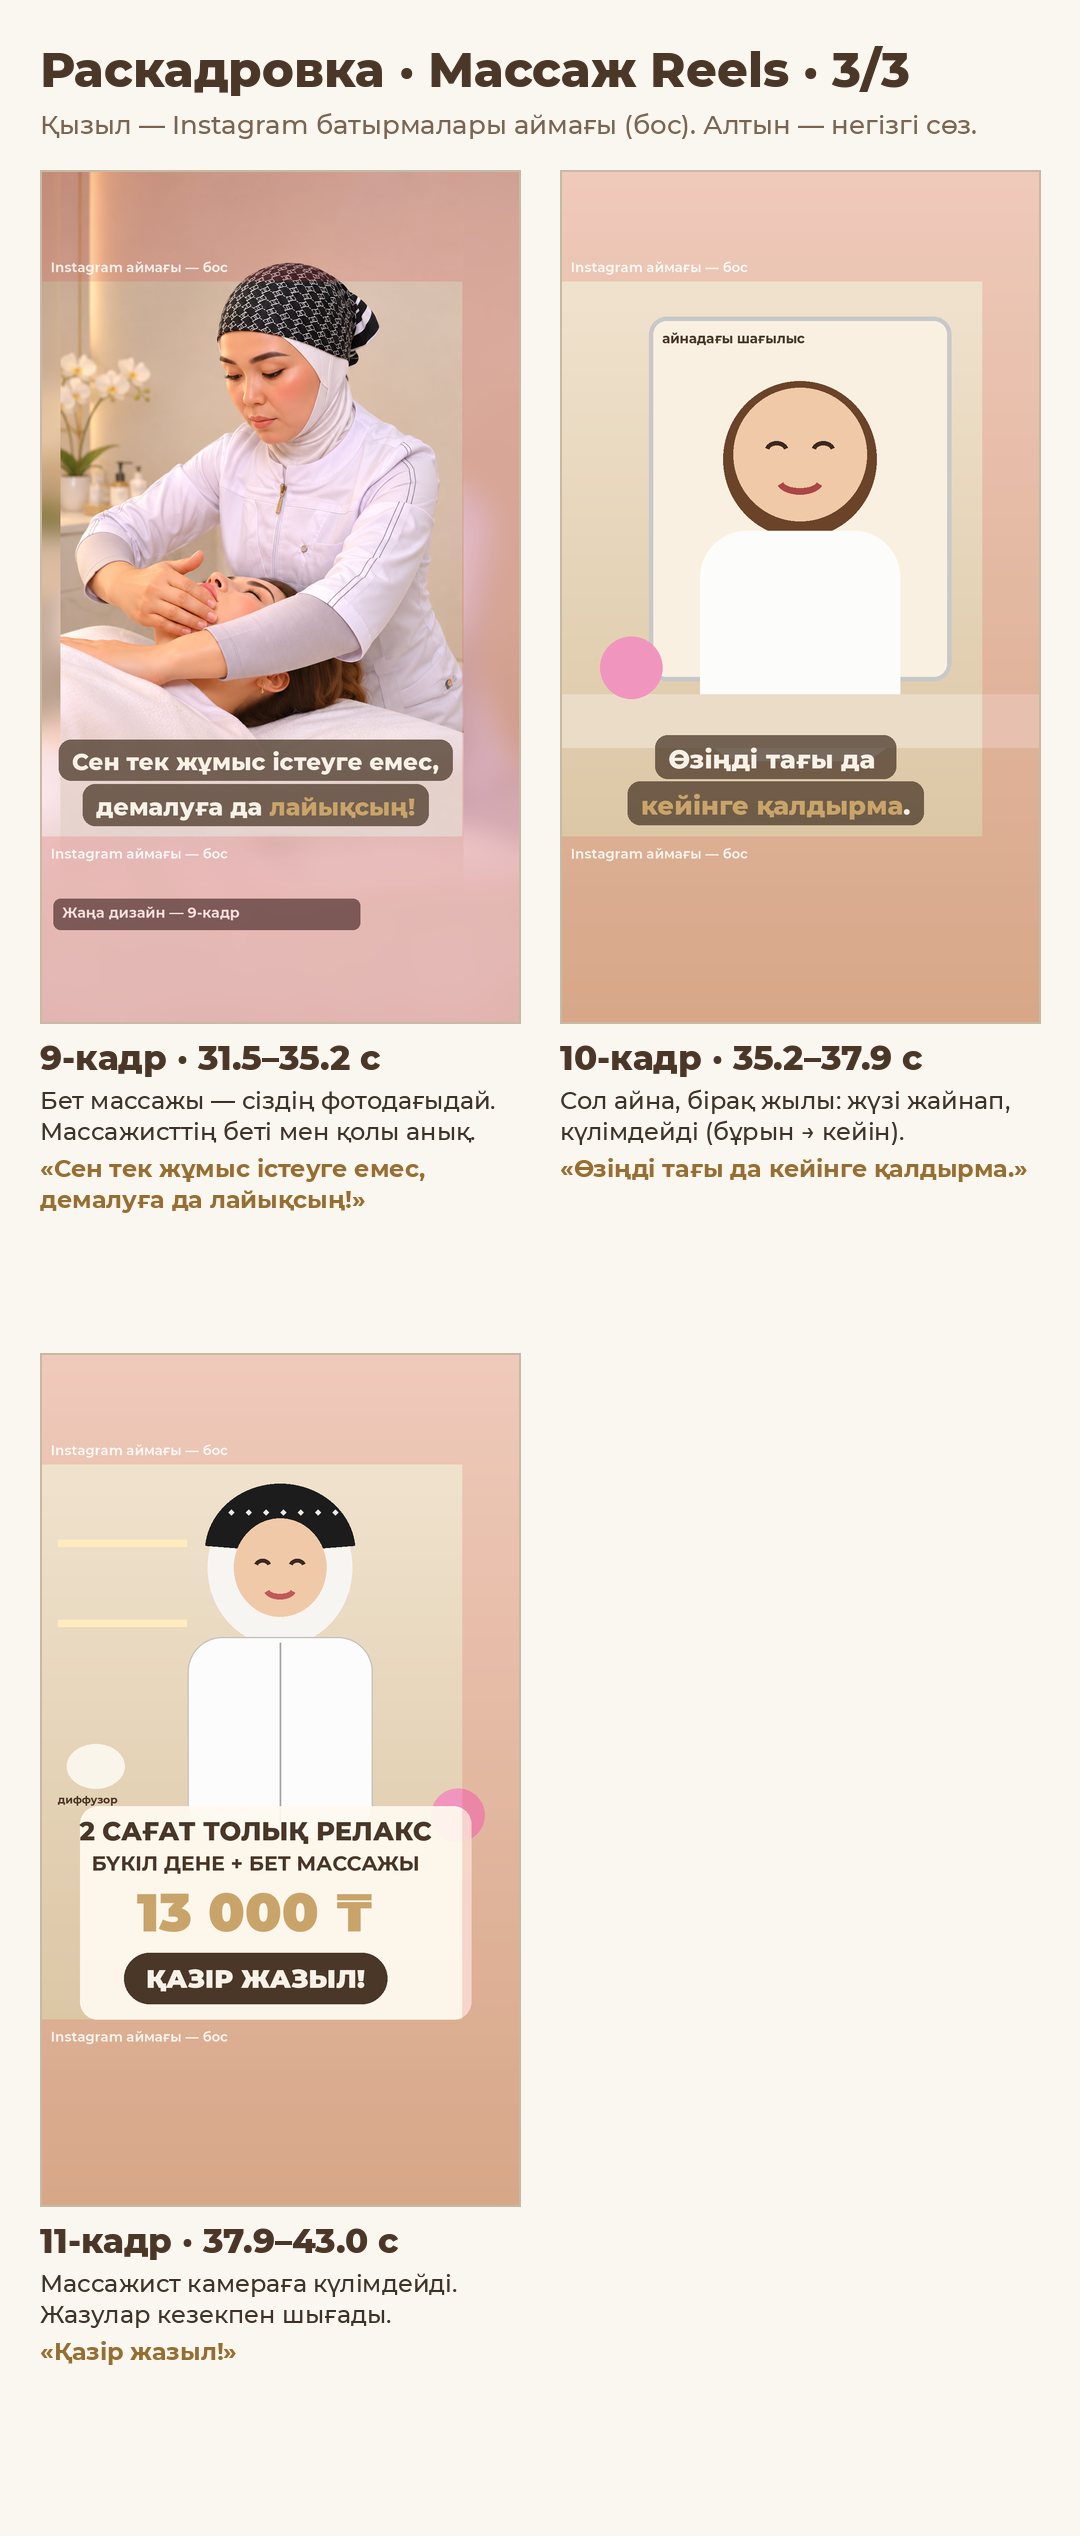 Раскадровка • Массаж Reels • 3/3
Қызыл — Instagram батырмалары аймағы (бос). Алтын — негізгі сөз.
Instagram аймағы — бос
Сен тек жұмыс істеуге емес,
демалуға да лайықсың!
Instagram аймағы — бос
Жаңа дизайн — 9-кадр
9-кадр • 31.5–35.2 с
Бет массажы — сіздің фотодағыдай.
Массажисттің беті мен қолы анық.
«Сен тек жұмыс істеуге емес,
демалуға да лайықсың!»
Instagram аймағы — бос
айнадағы шағылыс
Өзіңді тағы да
кейінге қалдырма.
Instagram аймағы — бос
10-кадр • 35.2–37.9 с
Сол айна, бірақ жылы: жүзі жайнап,
күлімдейді (бұрын → кейін).
«Өзіңді тағы да кейінге қалдырма.»
Instagram аймағы — бос
диффузор
2 САҒАТ ТОЛЫҚ РЕЛАКС
БҮКІЛ ДЕНЕ + БЕТ МАССАЖЫ
13 000 ₸
ҚАЗІР ЖАЗЫЛ!
Instagram аймағы — бос
11-кадр • 37.9–43.0 с
Массажист камераға күлімдейді.
Жазулар кезекпен шығады.
«Қазір жазыл!»